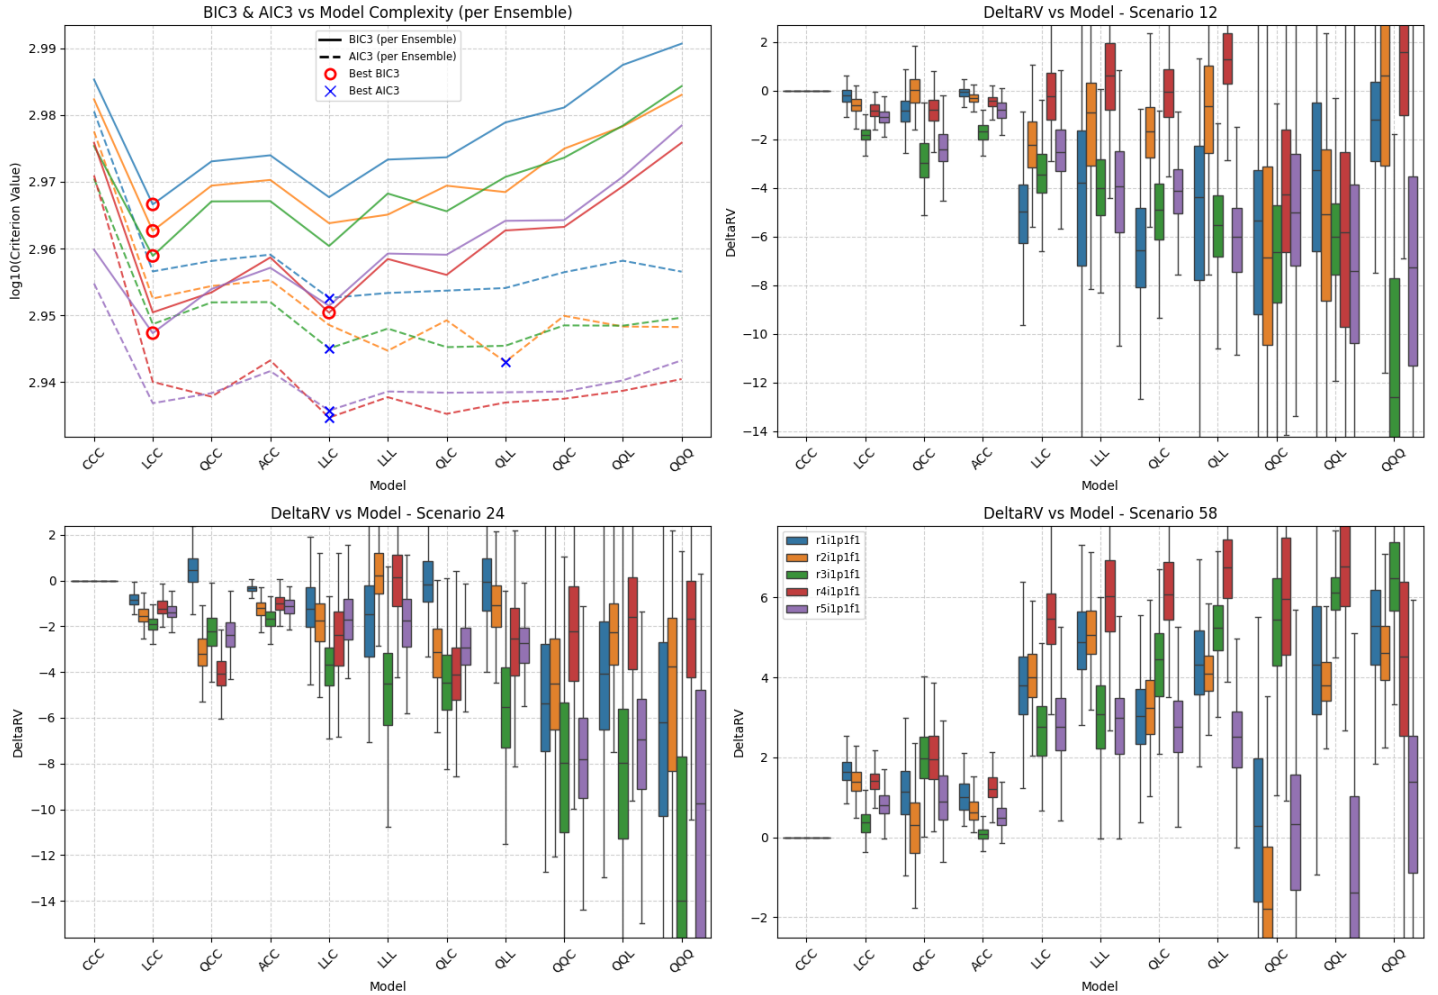 BIC3 & AIC3 vs Model Complexity (per Ensemble)
BIC3 (per Ensemble)
AIC3 (per Ensemble)
Best BIC3
Best AIC3
log10(Criterion Value)
2.99
2.98
2.97
2.96
2.95
2.94
CCC
LCC
QCC
ACC
LLC
LLL
QLC
QLL
QQC
QQL
QQQ
Model
DeltaRV vs Model - Scenario 12
DeltaRV
2
0
−2
−4
−6
−8
−10
−12
−14
CCC
LCC
QCC
ACC
LLC
LLL
QLC
QLL
QQC
QQL
QQQ
Model
DeltaRV vs Model - Scenario 24
DeltaRV
2
0
−2
−4
−6
−8
−10
−12
−14
CCC
LCC
QCC
ACC
LLC
LLL
QLC
QLL
QQC
QQL
QQQ
Model
DeltaRV vs Model - Scenario 58
r1i1p1f1
r2i1p1f1
r3i1p1f1
r4i1p1f1
r5i1p1f1
DeltaRV
6
4
2
0
−2
CCC
LCC
QCC
ACC
LLC
LLL
QLC
QLL
QQC
QQL
QQQ
Model